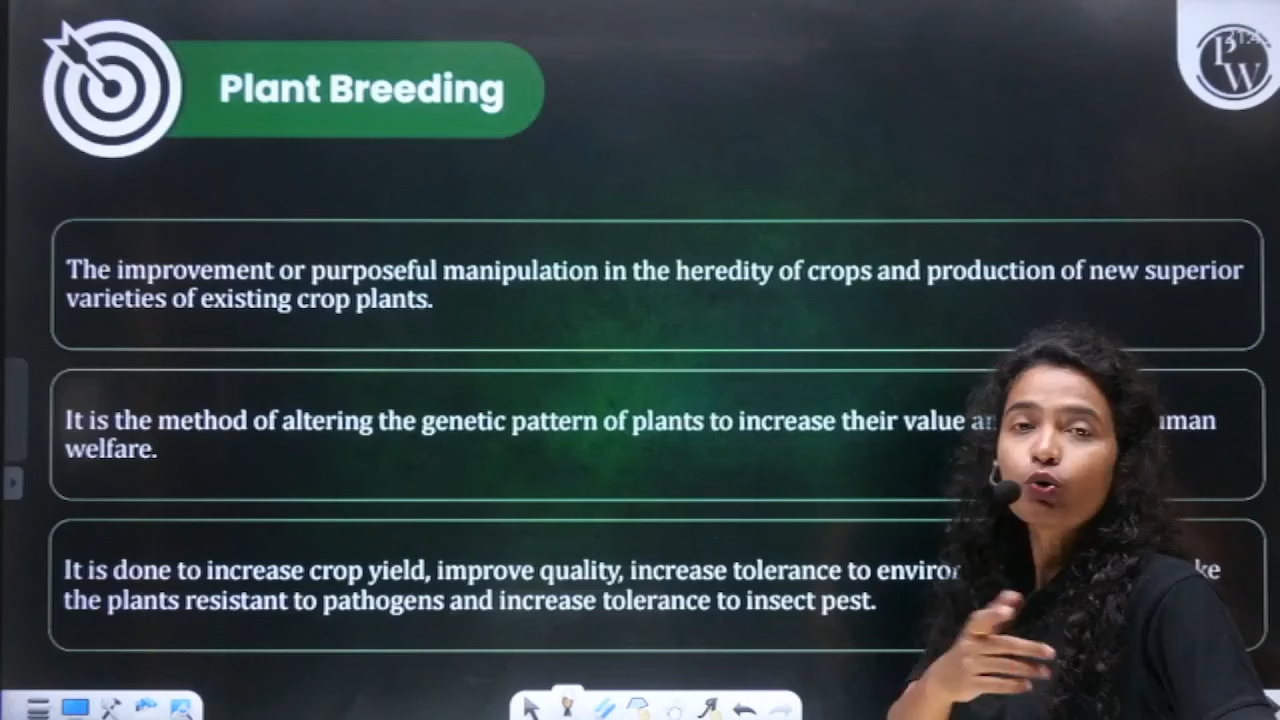 Plant Breeding
PW
The improvement or purposeful manipulation in the heredity of crops and production of new superior
varieties of existing crop plants.
It is the method of altering the genetic pattern of plants to increase their value
welfare.
It is done to increase crop yield, improve quality, increase tolerance to
the plants resistant to pathogens and increase tolerance to insect pest.